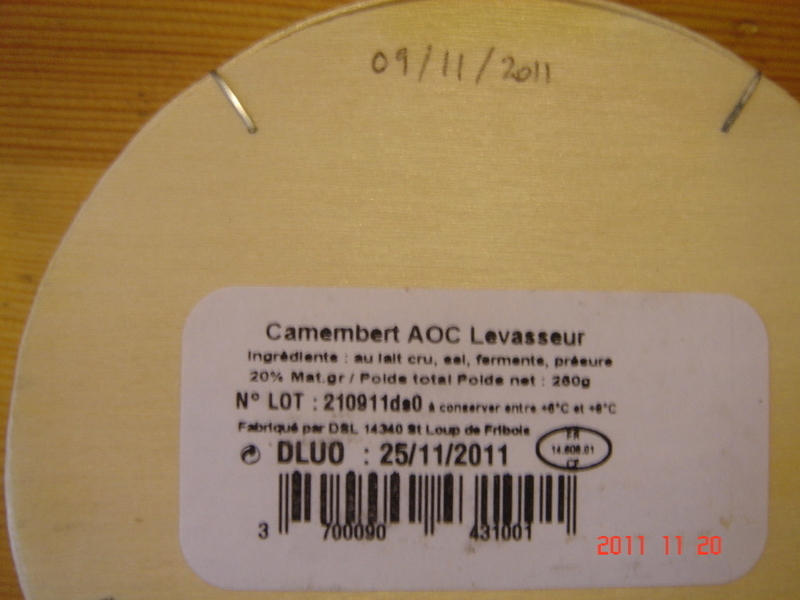 09/11/2011
Camembert AOC Levasseur
Ingrédients : au lait cru, sel, ferments, présure
20% Mat.gr / Poids total Poids net : 250g
N° LOT : 210911ds0 à conserver entre +6°C et +8°C
Fabriqué par DSL 14340 St Loup de Fribois
DLUO : 25/11/2011
FR
14.608.01
CE
3 700090 431001
2011 11 20